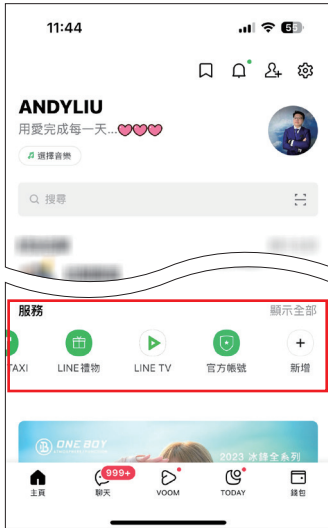 11:44
55
ANDYLIU
用愛完成每一天...
選擇音樂
搜尋
服務
顯示全部
TAXI
LINE禮物
LINE TV
官方帳號
新增
ONE BOY
2023 冰鋒全系列
999+
主頁
聊天
VOOM
TODAY
錢包